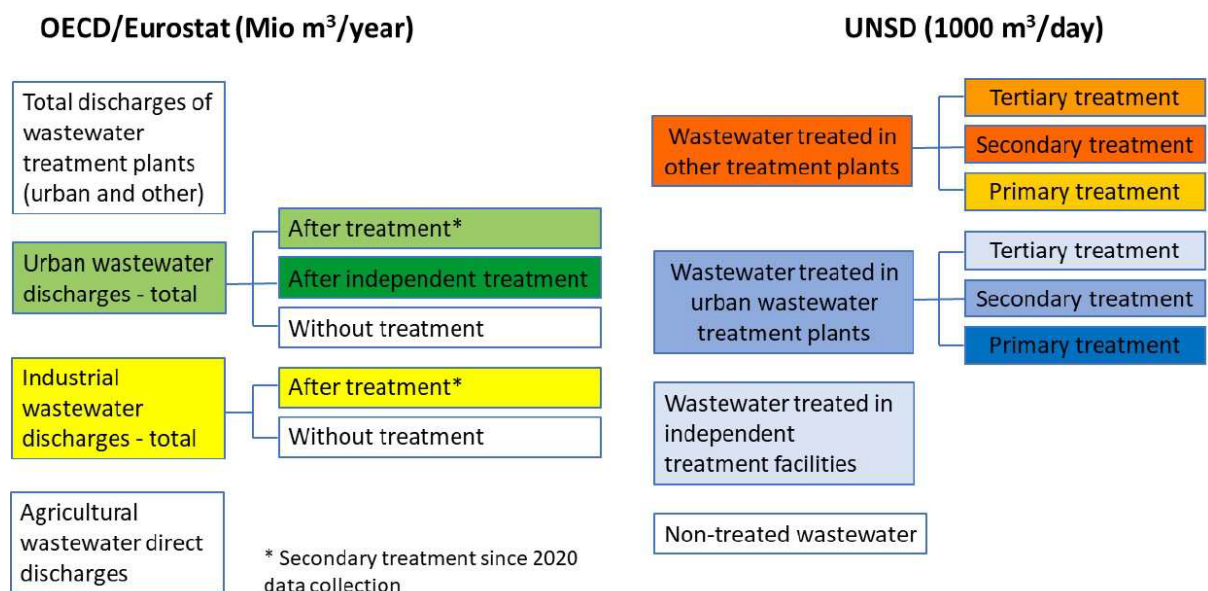 OECD/Eurostat (Mio m³/year)
Total discharges of
wastewater
treatment plants
(urban and other)
Urban wastewater
discharges - total
After treatment*
After independent treatment
Without treatment
Industrial
wastewater
discharges - total
After treatment*
Without treatment
Agricultural
wastewater direct
discharges
* Secondary treatment since 2020
data collection
UNSD (1000 m³/day)
Wastewater treated in
other treatment plants
Tertiary treatment
Secondary treatment
Primary treatment
Wastewater treated in
urban wastewater
treatment plants
Tertiary treatment
Secondary treatment
Primary treatment
Wastewater treated in
independent
treatment facilities
Non-treated wastewater